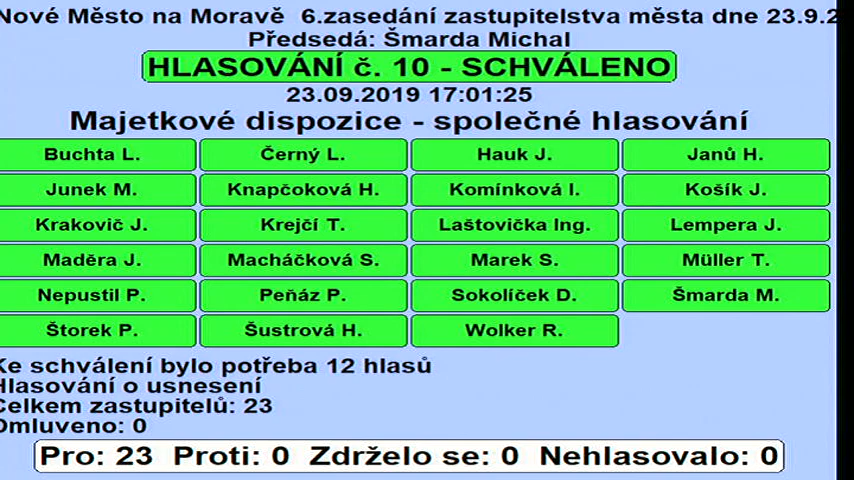 Nové Město na Moravě 6.zasedání zastupitelstva města dne 23.9.2
Předsedá: Šmarda Michal
HLASOVÁNÍ č. 10 - SCHVÁLENO
23.09.2019 17:01:25
Majetkové dispozice - společné hlasování
Buchta L. Černý L. Hauk J. Janů H.
Junek M. Knapčoková H. Komínková I. Košík J.
Krakovič J. Krejčí T. Laštovička Ing. Lempera J.
Maděra J. Macháčková S. Marek S. Müller T.
Nepustil P. Peňáz P. Sokolíček D. Šmarda M.
Štorek P. Šustrová H. Wolker R.
Ke schválení bylo potřeba 12 hlasů
Hlasování o usnesení
Celkem zastupitelů: 23
Omluveno: 0
Pro: 23 Proti: 0 Zdrželo se: 0 Nehlasovalo: 0